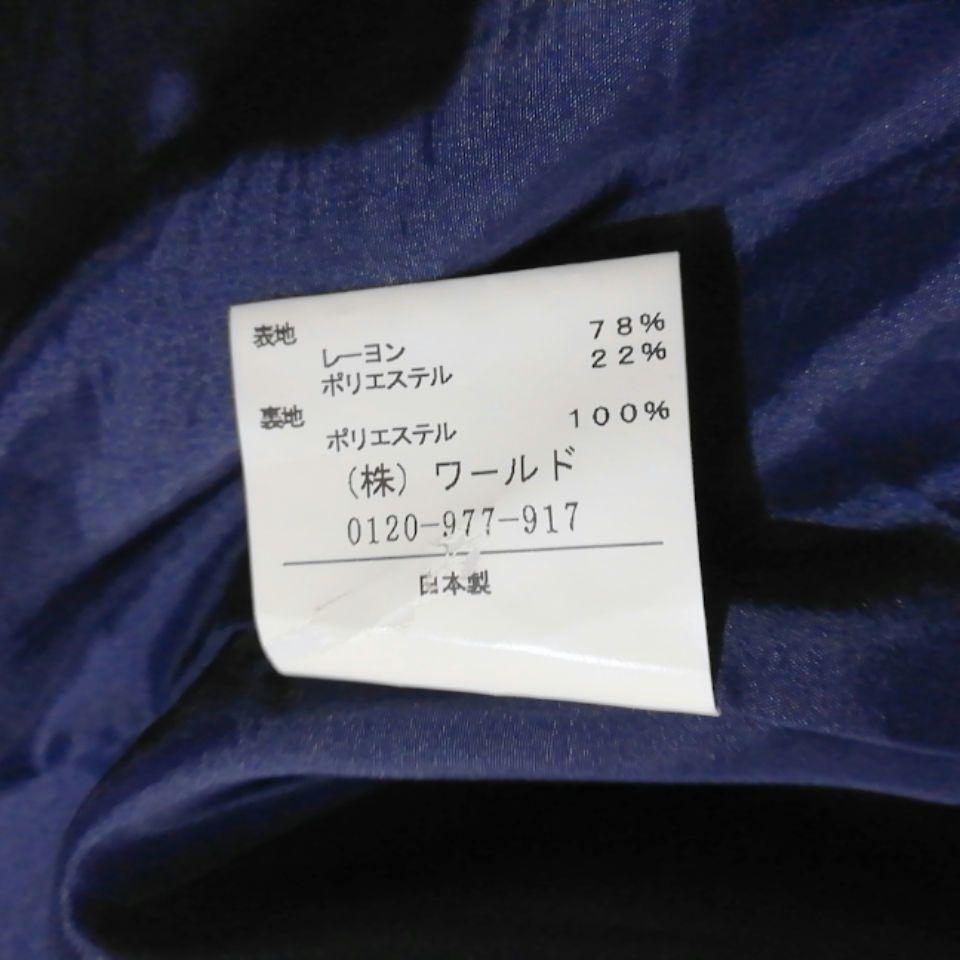 表地
レーヨン 78%
ポリエステル 22%
裏地
ポリエステル 100%
(株) ワールド
0120-977-917
日本製